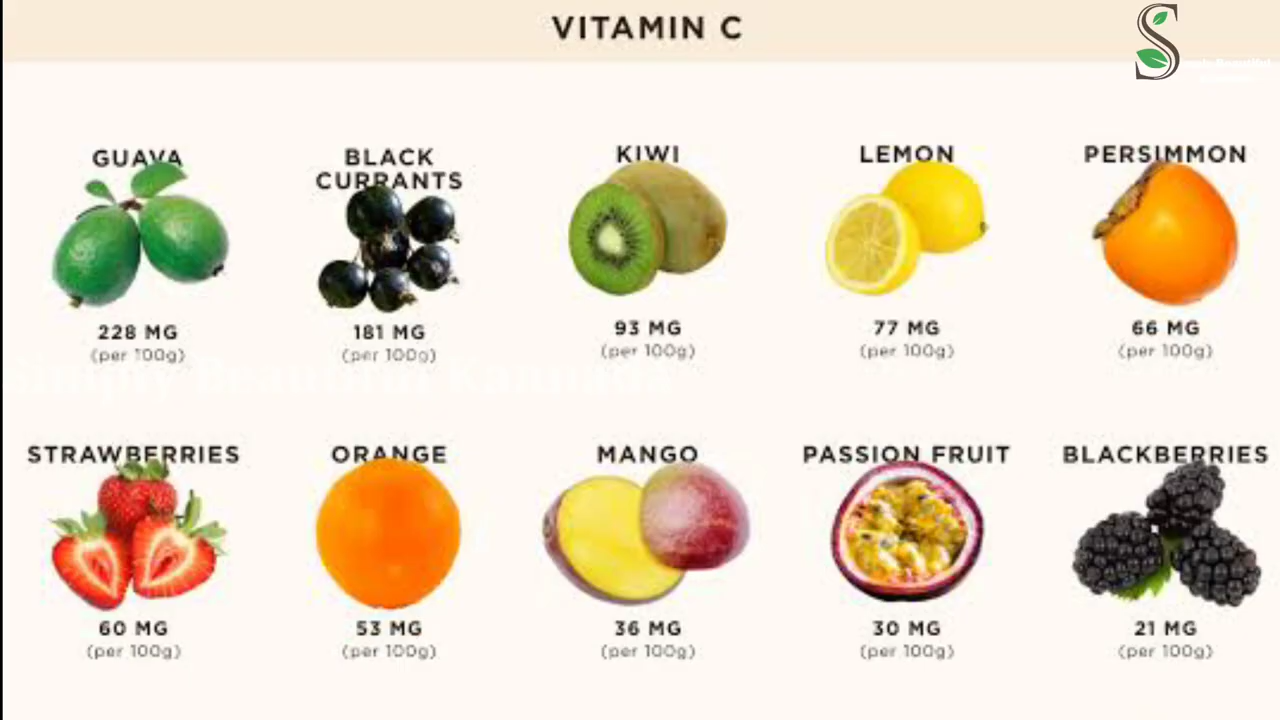 VITAMIN C
GUAVA
BLACK
CURRANTS
KIWI
LEMON
PERSIMMON
228 MG
(per 100g)
181 MG
(per 100g)
93 MG
(per 100g)
77 MG
(per 100g)
66 MG
(per 100g)
STRAWBERRIES
ORANGE
MANGO
PASSION FRUIT
BLACKBERRIES
60 MG
(per 100g)
53 MG
(per 100g)
36 MG
(per 100g)
30 MG
(per 100g)
21 MG
(per 100g)